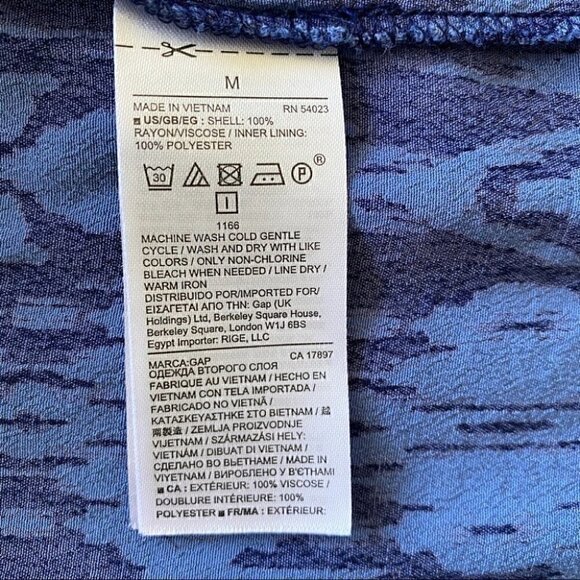 M
MADE IN VIETNAM RN 54023
US/GB/EG : SHELL: 100%
RAYON/VISCOSE / INNER LINING:
100% POLYESTER
30 P ®
I
1166
MACHINE WASH COLD GENTLE
CYCLE / WASH AND DRY WITH LIKE
COLORS / ONLY NON-CHLORINE
BLEACH WHEN NEEDED / LINE DRY /
WARM IRON
DISTRIBUIDO POR/IMPORTED FOR/
ΕΙΣΑΓΕΤΑΙ ΑΠΟ ΤΗΝ: Gap (UK
Holdings) Ltd, Berkeley Square House,
Berkeley Square, London W1J 6BS
Egypt Importer: RIGE, LLC
MARCA:GAP CA 17897
ОДЕЖДА ВТОРОГО СЛОЯ
FABRIQUE AU VIETNAM / HECHO EN
VIETNAM CON TELA IMPORTADA /
FABRICADO NO VIETNÃ /
ΚΑΤΑΣΚΕΥΑΣΤΗΚΕ ΣΤΟ ΒΙΕΤΝΑΜ / 越
南製造 / ZEMLJA PROIZVODNJE
VIJETNAM / SZÁRMAZÁSI HELY:
VIETNÁM / DIBUAT DI VIETNAM /
СДЕЛАНО ВО ВЬЕТНАМЕ / MADE IN
VIYETNAM / ВИРОБЛЕНО У В'ЄТНАМІ
CA : EXTÉRIEUR: 100% VISCOSE /
DOUBLURE INTÉRIEURE: 100%
POLYESTER FR/MA : EXTÉRIEUR: